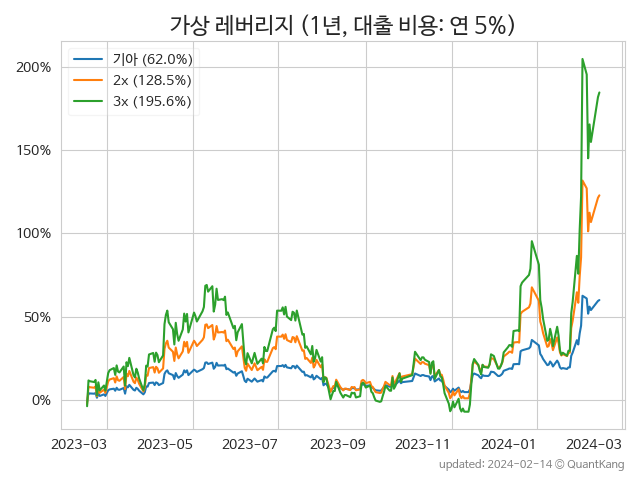 가상 레버리지 (1년, 대출 비용: 연 5%)
기아 (62.0%)
2x (128.5%)
3x (195.6%)
200%
150%
100%
50%
0%
2023-03 2023-05 2023-07 2023-09 2023-11 2024-01 2024-03
updated: 2024-02-14 © QuantKang